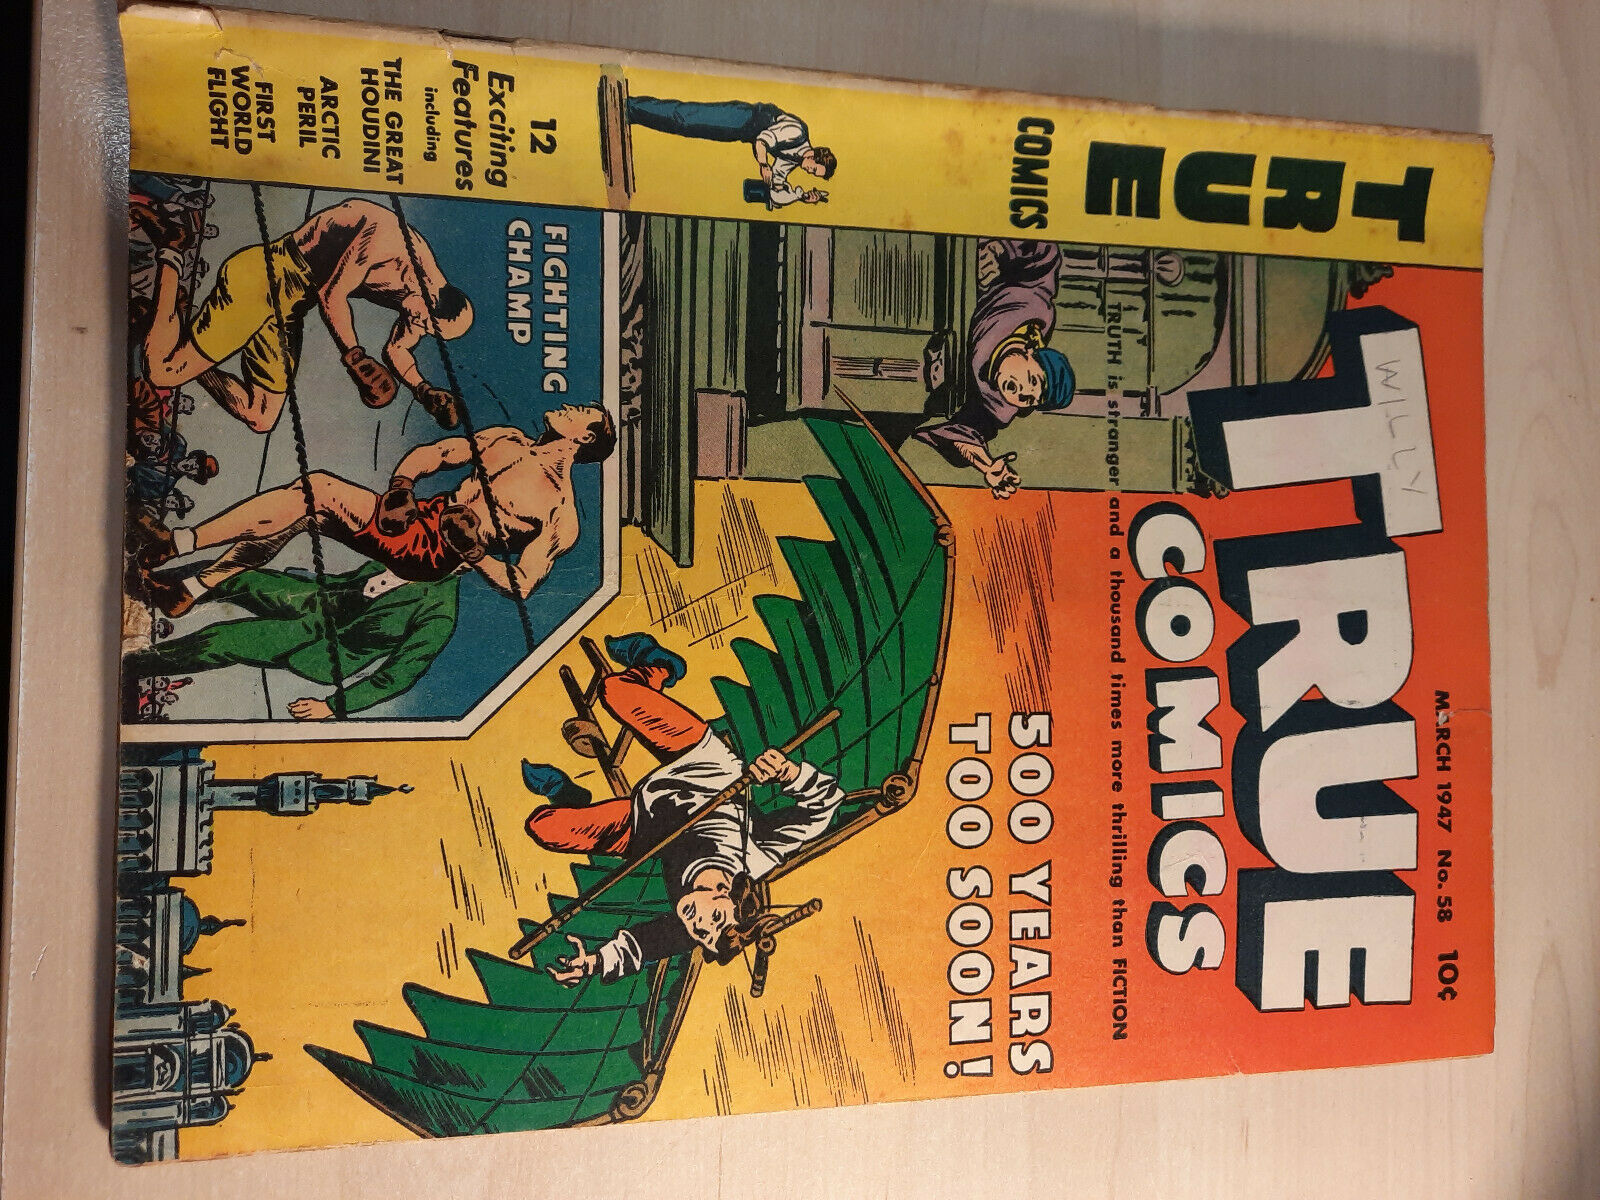 TRUE
COMICS
12
Exciting
Features
including
THE GREAT
HOUDINI
ARCTIC
PERIL
FIRST
WORLD
FLIGHT
MARCH 1947 No. 58 10¢
WILLY
TRUE
COMICS
TRUTH is stranger and a thousand times more thrilling than FICTION
500 YEARS
TOO SOON!
FIGHTING
CHAMP